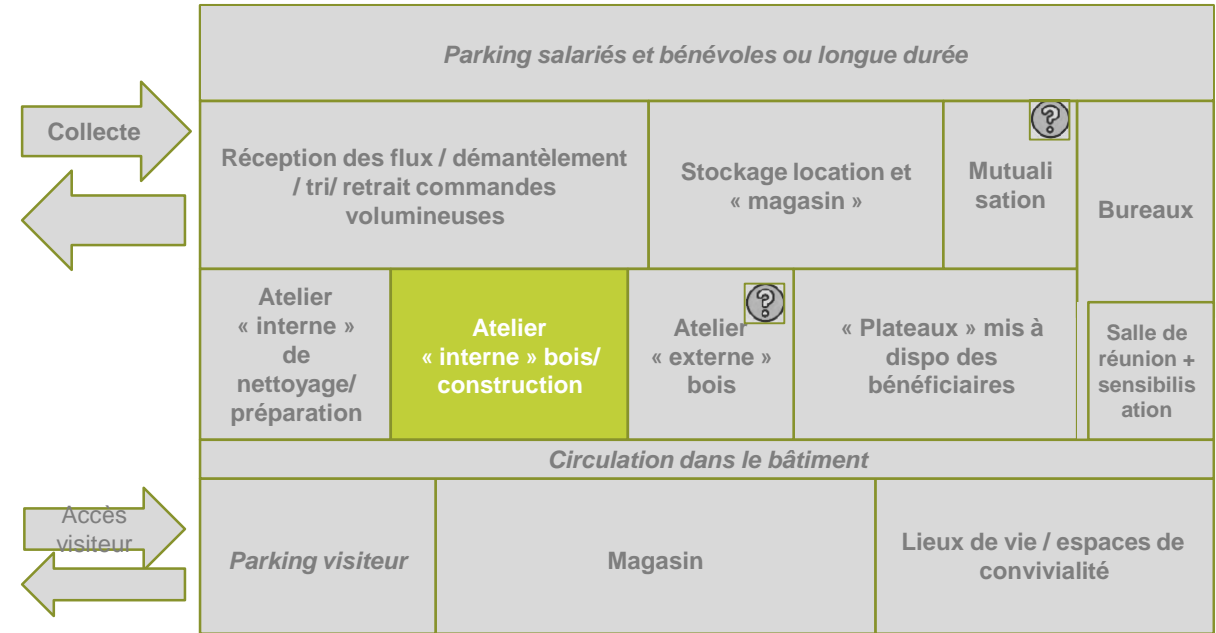 Parking salariés et bénévoles ou longue durée
Collecte
Réception des flux / démantèlement
/ tri/ retrait commandes
volumineuses
Stockage location et
« magasin »
?
Mutuali
sation
Bureaux
Atelier
« interne »
de
nettoyage/
préparation
Atelier
« interne » bois/
construction
?
Atelier
« externe »
bois
« Plateaux » mis à
dispo des
bénéficiaires
Salle de
réunion +
sensibilis
ation
Circulation dans le bâtiment
Accès
visiteur
Parking visiteur
Magasin
Lieux de vie / espaces de
convivialité